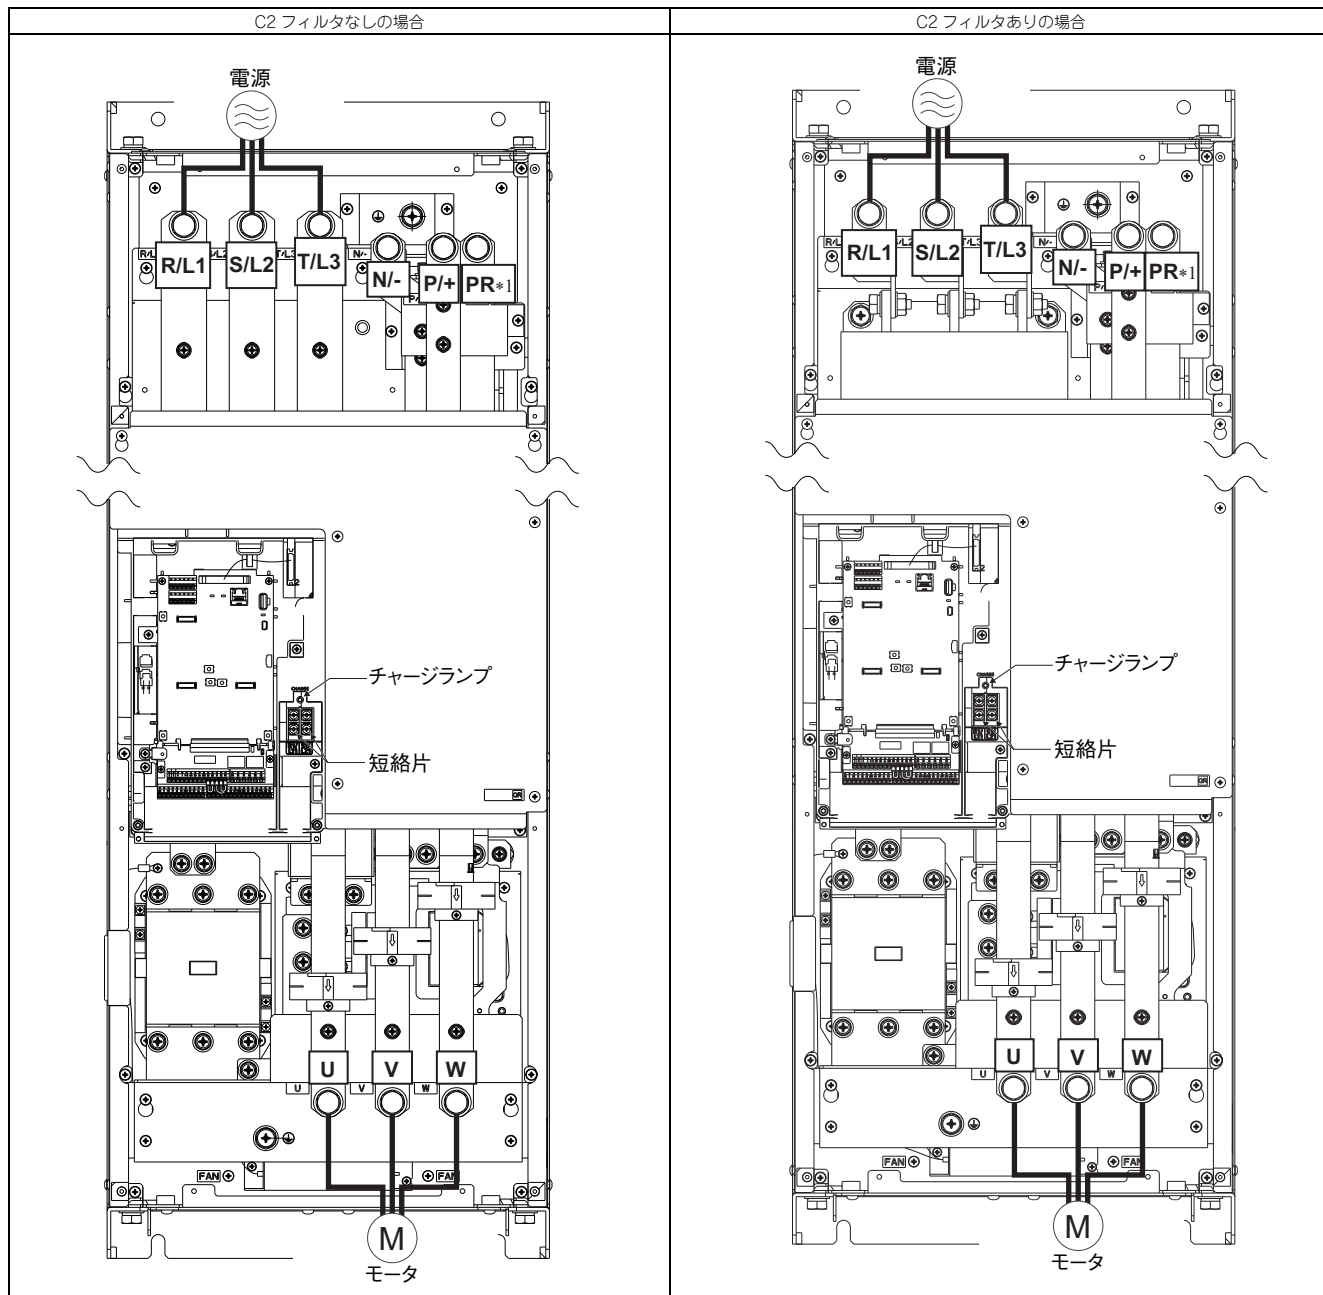 C2 フィルタなしの場合
電源
R/L1
S/L2
T/L3
N/-
N/-
P/+
PR*1
CHARGE
チャージランプ
短絡片
U
V
W
U
V
W
FAN
FAN
M
モータ
C2 フィルタありの場合
電源
R/L1
S/L2
T/L3
N/-
N/-
P/+
PR*1
CHARGE
チャージランプ
短絡片
U
V
W
U
V
W
FAN
FAN
M
モータ